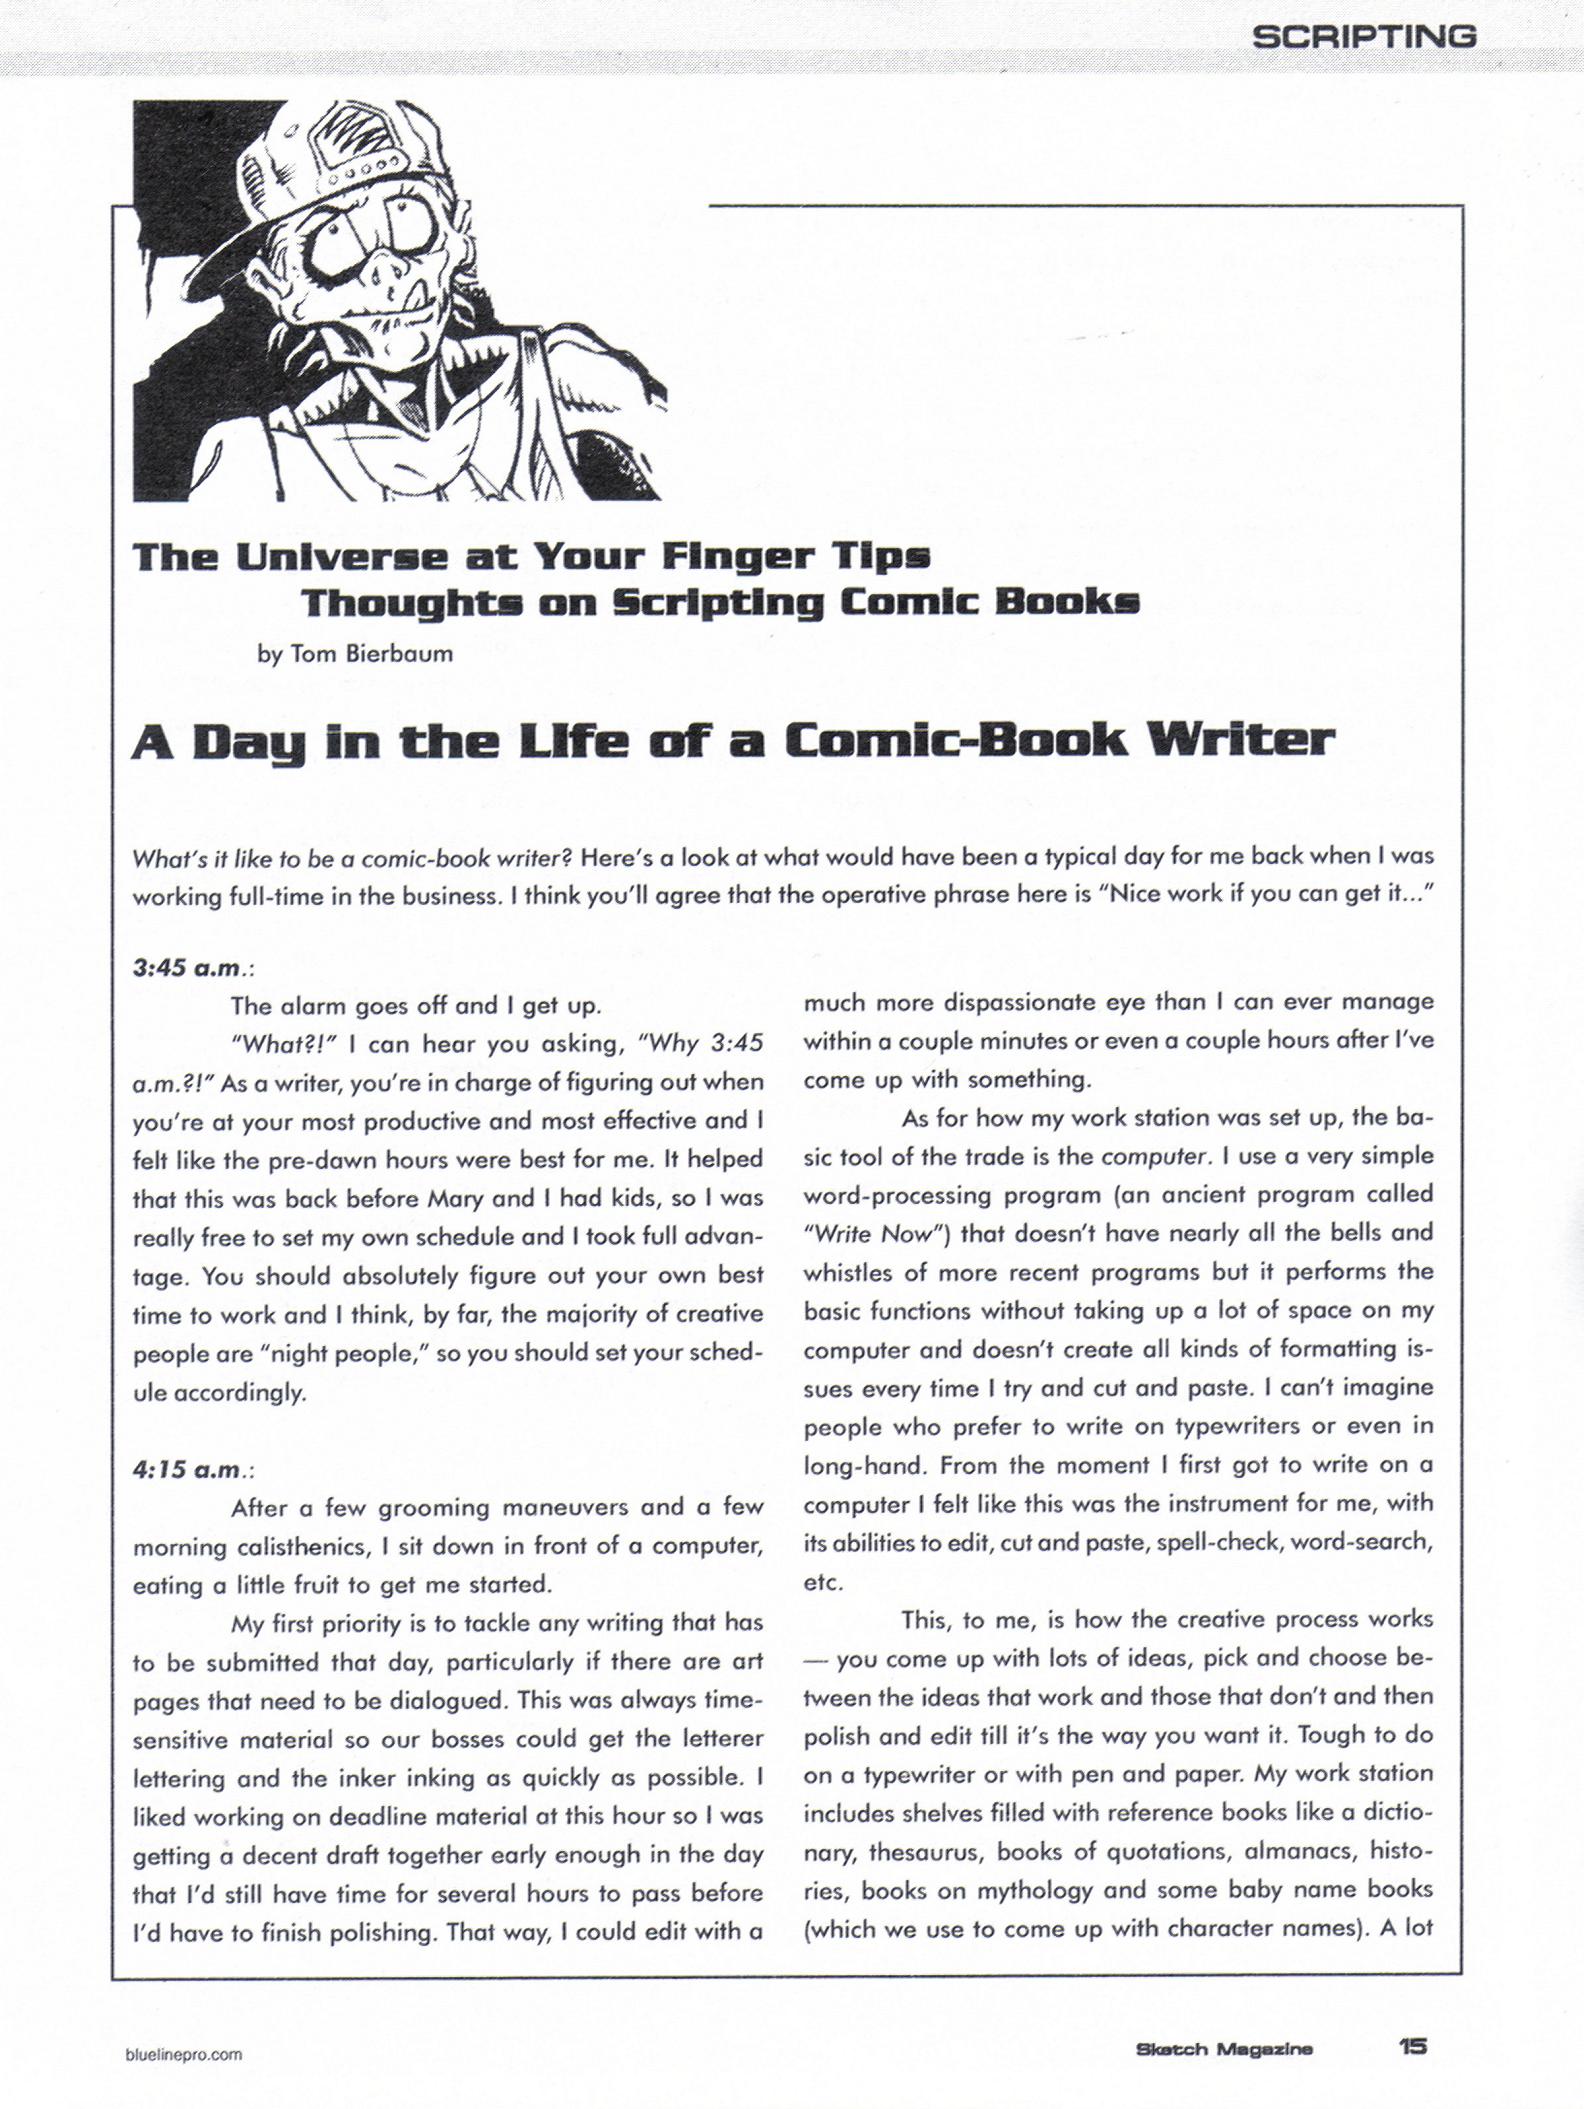 SCRIPTING
The Universe at Your Finger Tips
Thoughts on Scripting Comic Books
by Tom Bierbaum
A Day in the Life of a Comic-Book Writer
What's it like to be a comic-book writer? Here's a look at what would have been a typical day for me back when I was
working full-time in the business. I think you'll agree that the operative phrase here is "Nice work if you can get it..."
3:45 a.m.:
The alarm goes off and I get up.
"What?!" I can hear you asking, "Why 3:45
a.m.?!" As a writer, you're in charge of figuring out when
you're at your most productive and most effective and I
felt like the pre-dawn hours were best for me. It helped
that this was back before Mary and I had kids, so I was
really free to set my own schedule and I took full advan-
tage. You should absolutely figure out your own best
time to work and I think, by far, the majority of creative
people are "night people," so you should set your sched-
ule accordingly.
4:15 a.m.:
After a few grooming maneuvers and a few
morning calisthenics, I sit down in front of a computer,
eating a little fruit to get me started.
My first priority is to tackle any writing that has
to be submitted that day, particularly if there are art
pages that need to be dialogued. This was always time-
sensitive material so our bosses could get the letterer
lettering and the inker inking as quickly as possible. I
liked working on deadline material at this hour so I was
getting a decent draft together early enough in the day
that I'd still have time for several hours to pass before
I'd have to finish polishing. That way, I could edit with a
much more dispassionate eye than I can ever manage
within a couple minutes or even a couple hours after I've
come up with something.
As for how my work station was set up, the ba-
sic tool of the trade is the computer. I use a very simple
word-processing program (an ancient program called
"Write Now") that doesn't have nearly all the bells and
whistles of more recent programs but it performs the
basic functions without taking up a lot of space on my
computer and doesn't create all kinds of formatting is-
sues every time I try and cut and paste. I can't imagine
people who prefer to write on typewriters or even in
long-hand. From the moment I first got to write on a
computer I felt like this was the instrument for me, with
its abilities to edit, cut and paste, spell-check, word-search,
etc.
This, to me, is how the creative process works
— you come up with lots of ideas, pick and choose be-
tween the ideas that work and those that don't and then
polish and edit till it's the way you want it. Tough to do
on a typewriter or with pen and paper. My work station
includes shelves filled with reference books like a dictio-
nary, thesaurus, books of quotations, almanacs, histo-
ries, books on mythology and some baby name books
(which we use to come up with character names). A lot
bluelinepro.com
Sketch Magazine 15